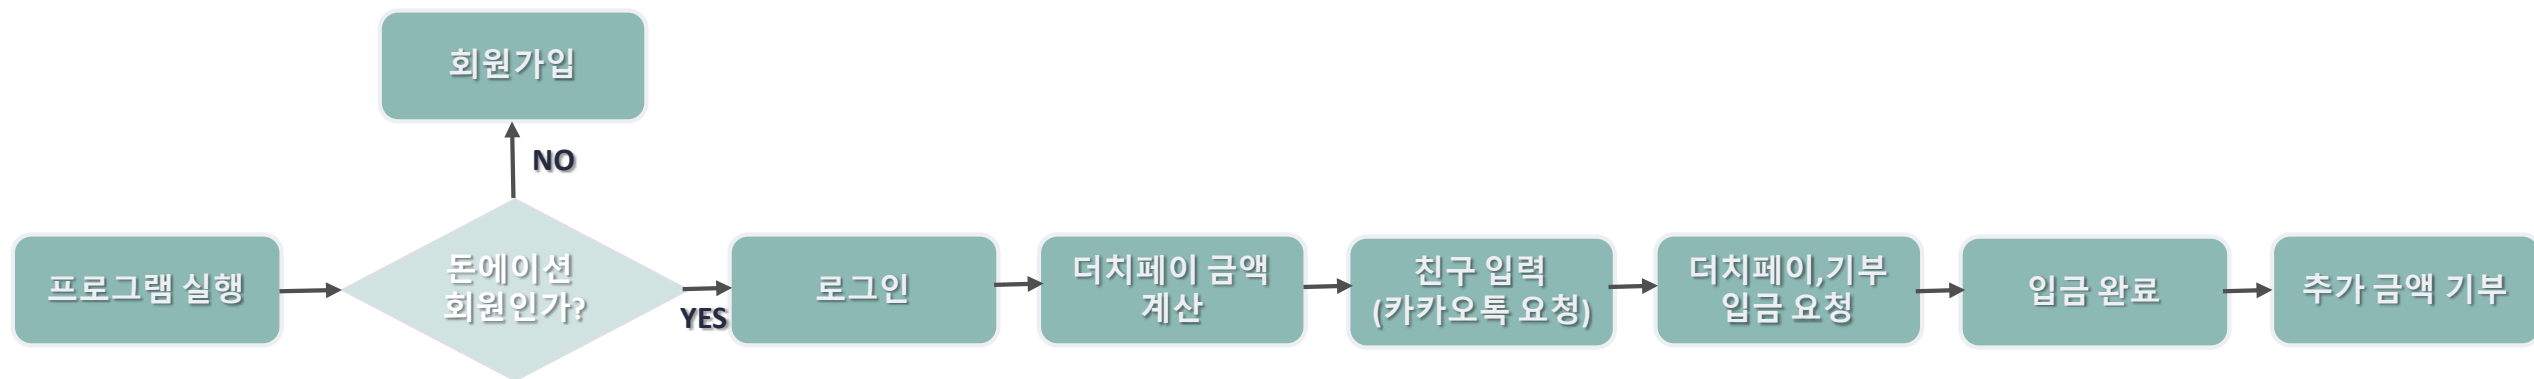 회원가입
NO
프로그램 실행
돈에이션
회원인가?
YES
로그인
더치페이 금액
계산
친구 입력
(카카오톡 요청)
더치페이,기부
입금 요청
입금 완료
추가 금액 기부